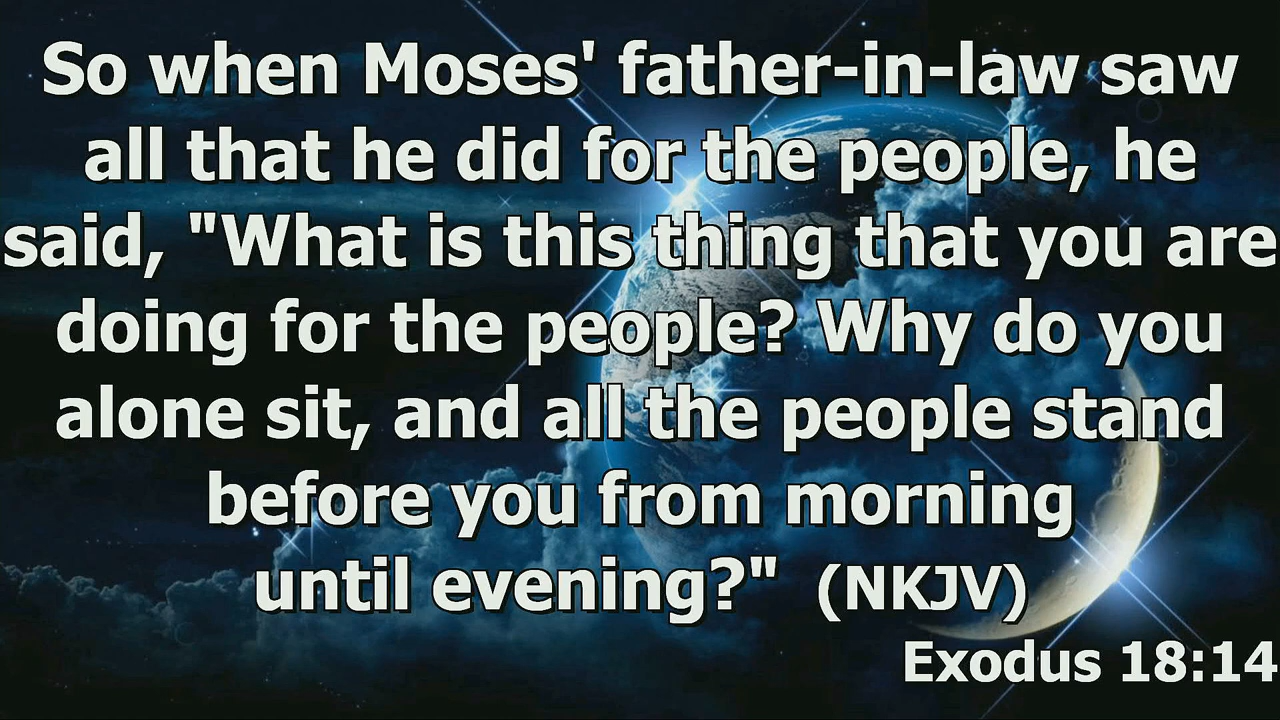 So when Moses' father-in-law saw
all that he did for the people, he
said, "What is this thing that you are
doing for the people? Why do you
alone sit, and all the people stand
before you from morning
until evening?" (NKJV)
Exodus 18:14